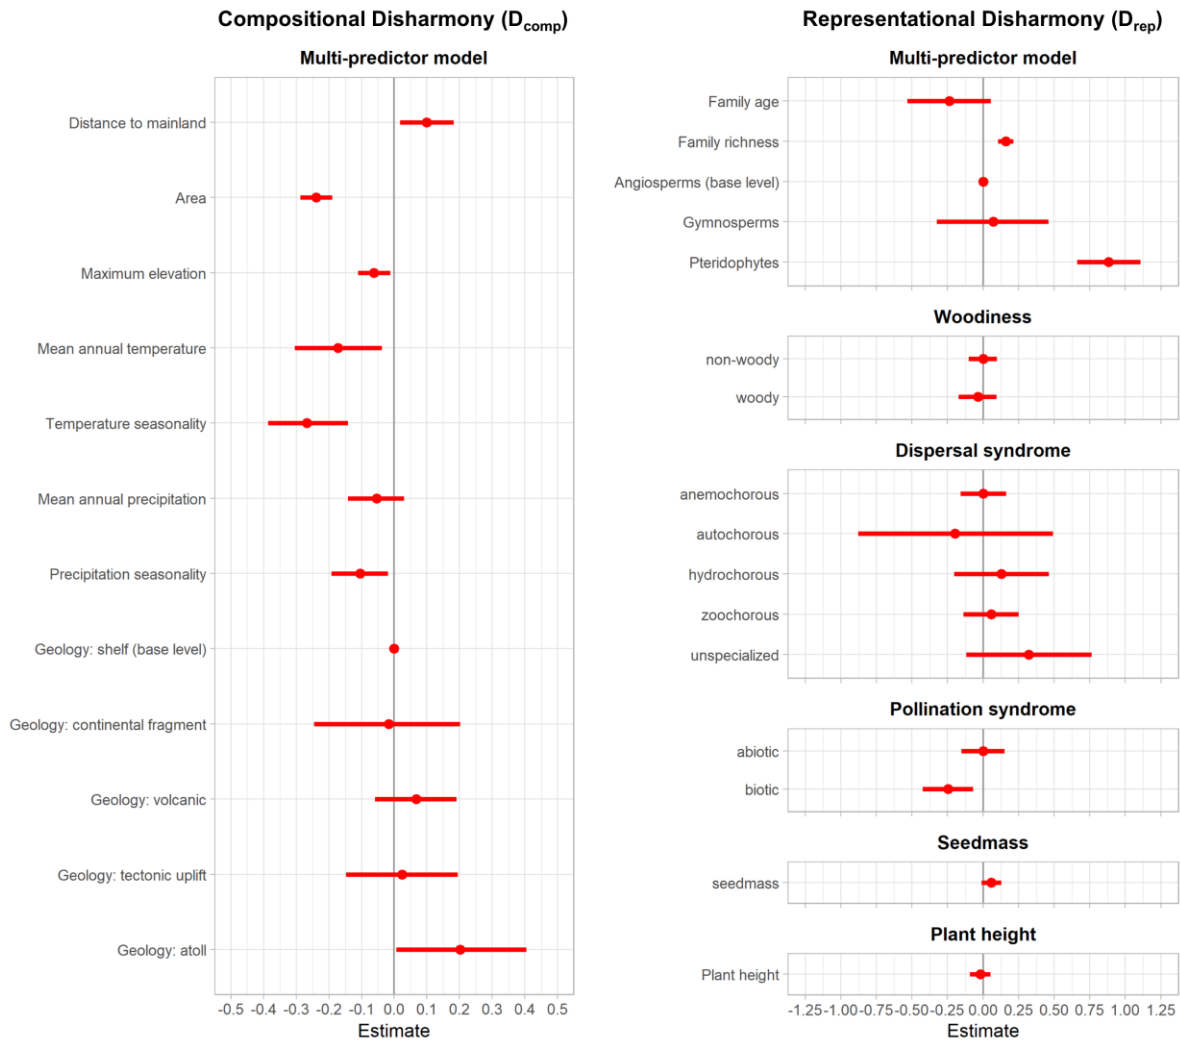 Compositional Disharmony (Dcomp)
Multi-predictor model
Distance to mainland
Area
Maximum elevation
Mean annual temperature
Temperature seasonality
Mean annual precipitation
Precipitation seasonality
Geology: shelf (base level)
Geology: continental fragment
Geology: volcanic
Geology: tectonic uplift
Geology: atoll
-0.5 -0.4 -0.3 -0.2 -0.1 0.0 0.1 0.2 0.3 0.4 0.5
Estimate
Representational Disharmony (Drep)
Multi-predictor model
Family age
Family richness
Angiosperms (base level)
Gymnosperms
Pteridophytes
Woodiness
non-woody
woody
Dispersal syndrome
anemochorous
autochorous
hydrochorous
zoochorous
unspecialized
Pollination syndrome
abiotic
biotic
Seedmass
seedmass
Plant height
Plant height
-1.25 -1.00 -0.75 -0.50 -0.25 0.00 0.25 0.50 0.75 1.00 1.25
Estimate